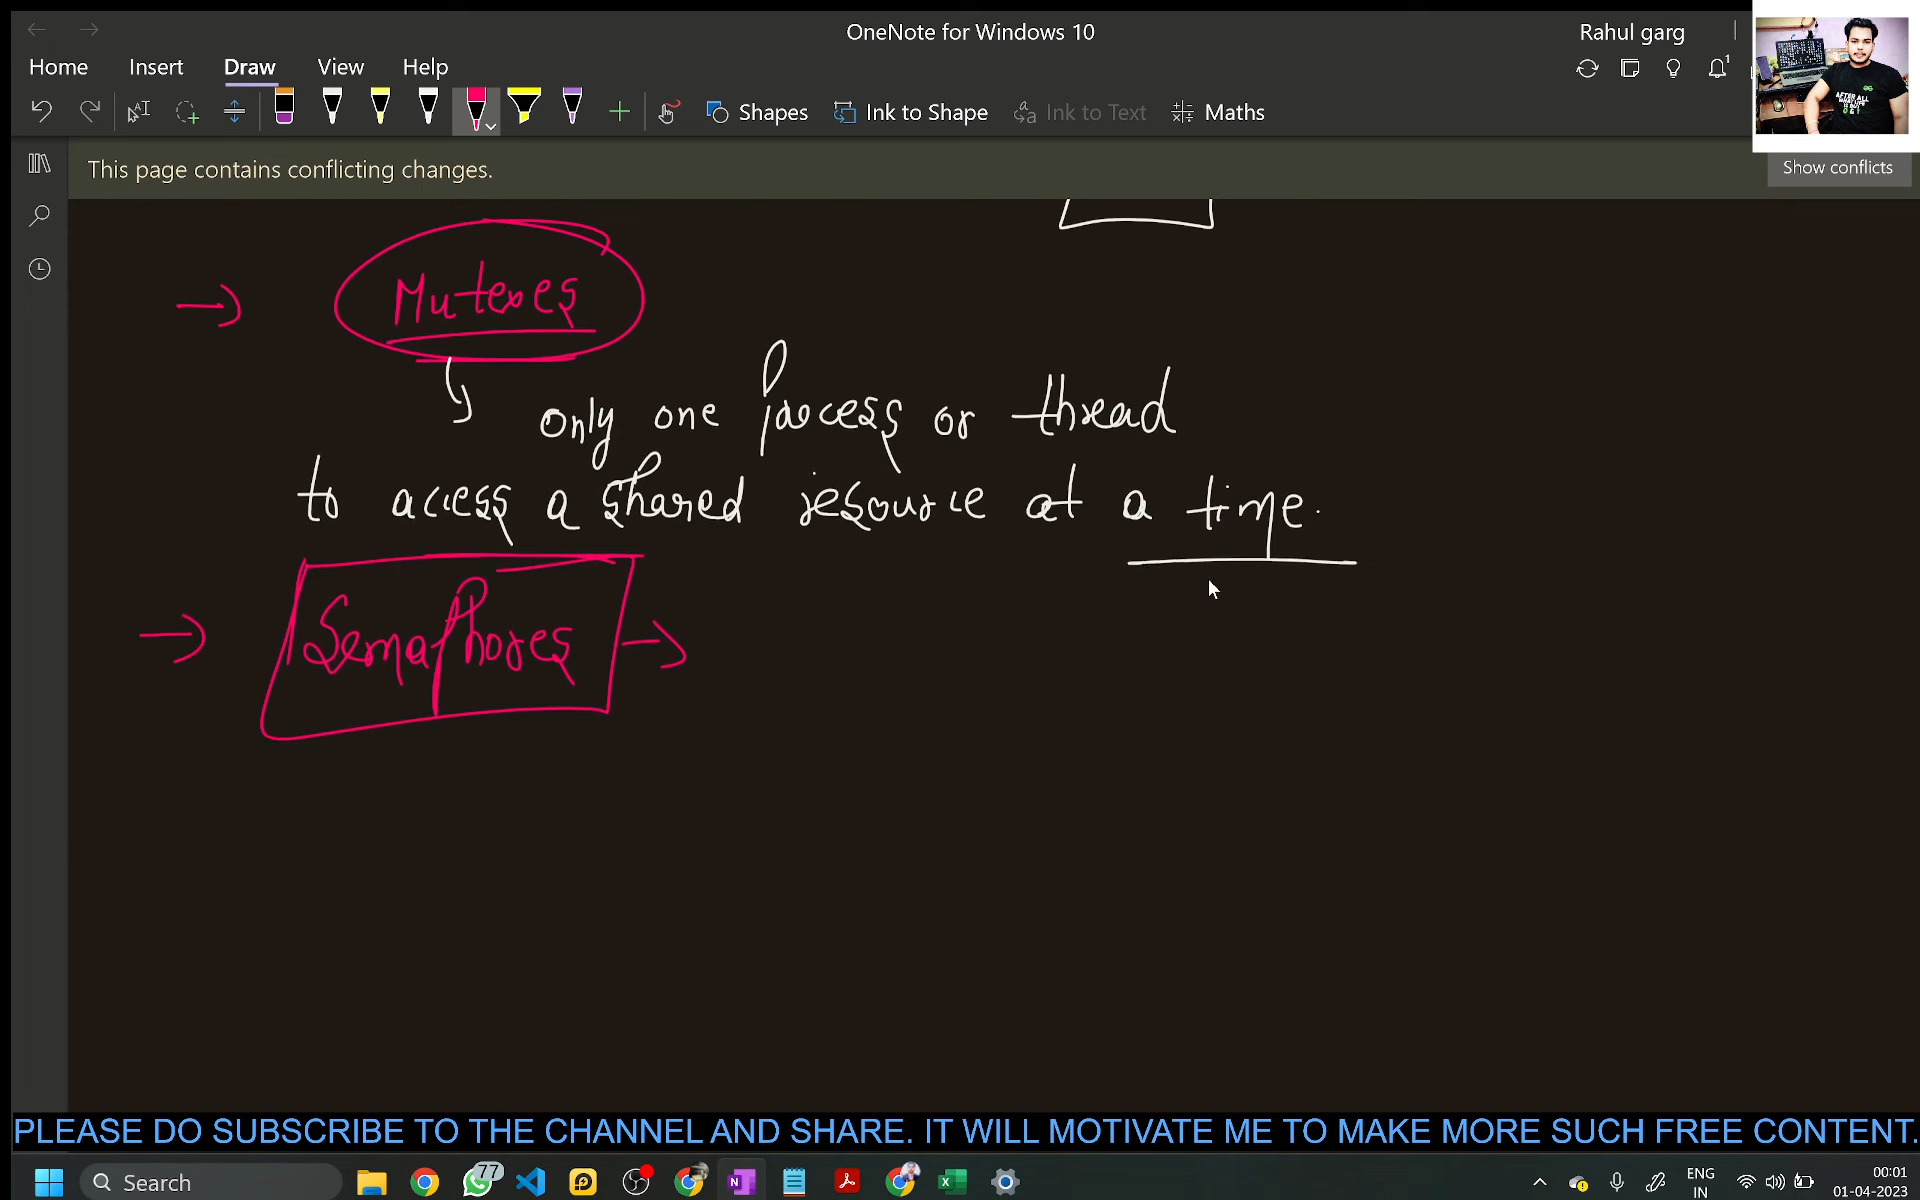 OneNote for Windows 10
Rahul garg
Home Insert Draw View Help
1
Shapes Ink to Shape Ink to Text Maths
This page contains conflicting changes.
Show conflicts
→ Mutexes
only one process or thread
to access a shared resource at a time.
→ Semaphores →
PLEASE DO SUBSCRIBE TO THE CHANNEL AND SHARE. IT WILL MOTIVATE ME TO MAKE MORE SUCH FREE CONTENT.
Search
77
ENG
IN
00:01
01-04-2023